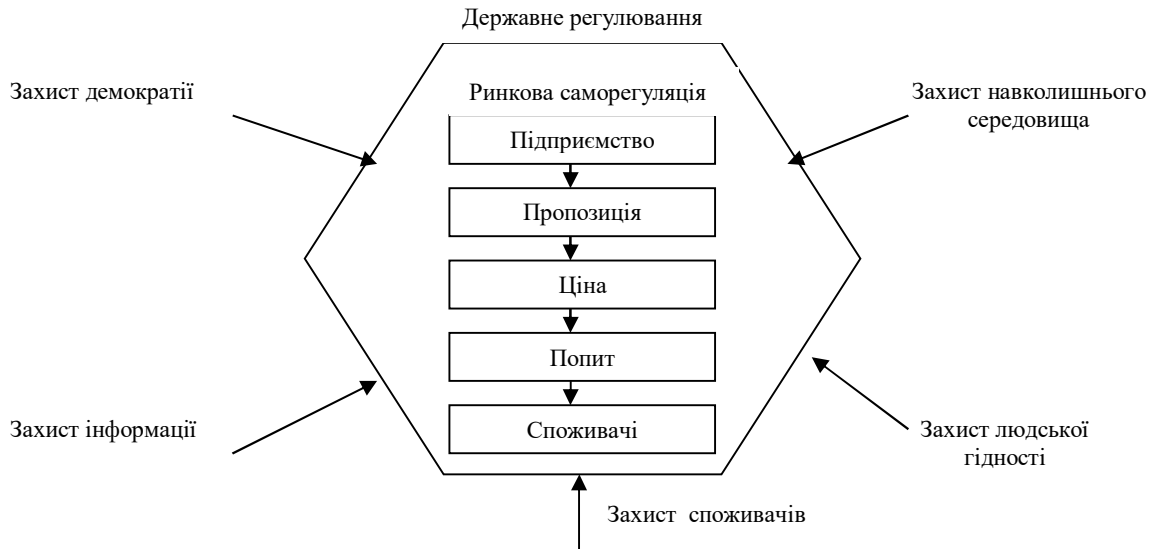 Державне регулювання
Захист демократії
Ринкова саморегуляція
Захист навколишнього
середовища
Підприємство
Пропозиція
Ціна
Попит
Захист інформації
Споживачі
Захист людської
гідності
Захист споживачів